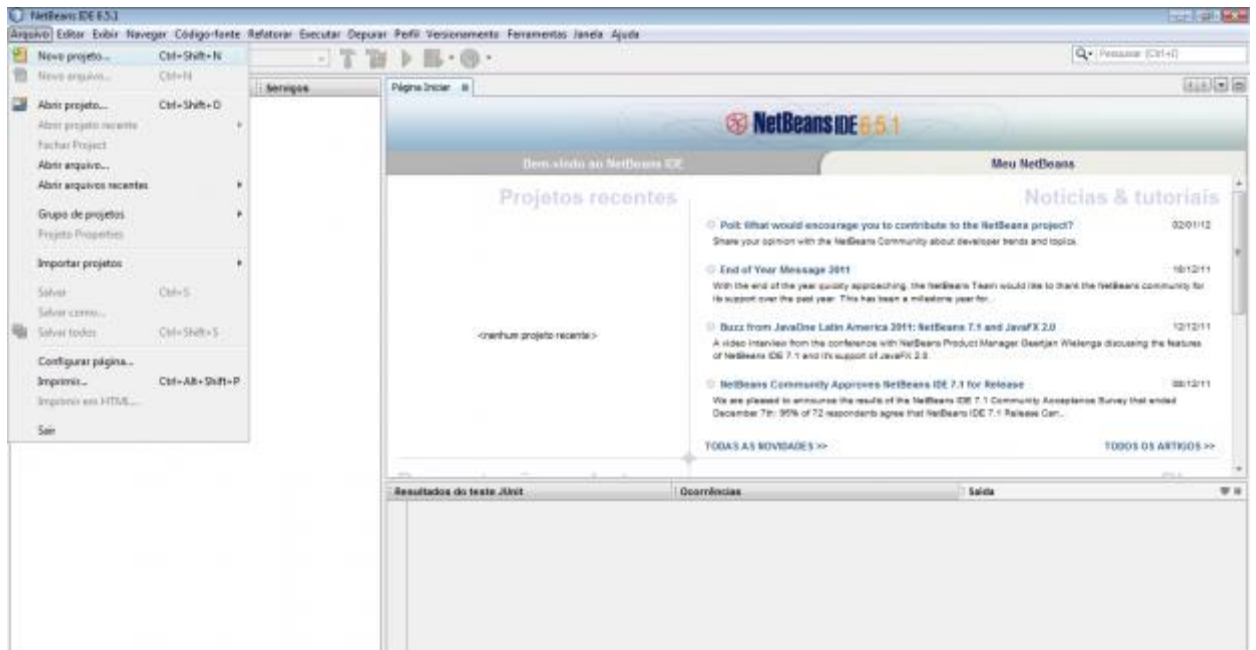 NetBeans IDE 6.5.1
Arquivo Editar Exibir Navegar Código-fonte Refatorar Executar Depurar Perfil Versionamento Ferramentas Janela Ajuda
Novo projeto... Ctrl+Shift+N
Novo arquivo... Ctrl+N
Abrir projeto... Ctrl+Shift+O
Abrir projeto recente
Fechar Project
Abrir arquivo...
Abrir arquivos recentes
Grupo de projetos
Projeto Properties
Importar projetos
Salvar Ctrl+S
Salvar como...
Salvar todos Ctrl+Shift+S
Configurar página...
Imprimir... Ctrl+Alt+Shift+P
Imprimir em HTML...
Sair
Pesquisar (Ctrl+I)
Serviços
Página Iniciar
NetBeans IDE 6.5.1
Bem-vindo ao NetBeans IDE
Meu NetBeans
Projetos recentes
<nenhum projeto recente>
Notícias & tutoriais
Poll: What would encourage you to contribute to the NetBeans project? 02/01/12
Share your opinion with the NetBeans Community about developer trends and topics.
End of Year Message 2011 16/12/11
With the end of the year quickly approaching, the NetBeans Team would like to thank the NetBeans community for
its support over the past year. This has been a milestone year for...
Buzz from JavaOne Latin America 2011: NetBeans 7.1 and JavaFX 2.0 12/12/11
A video interview from the conference with NetBeans Product Manager Geertjan Wielenga discussing the features
of NetBeans IDE 7.1 and it's support of JavaFX 2.0.
NetBeans Community Approves NetBeans IDE 7.1 for Release 08/12/11
We are pleased to announce the results of the NetBeans IDE 7.1 Community Acceptance Survey that ended
December 7th: 95% of 72 respondents agree that NetBeans IDE 7.1 Release Can...
TODAS AS NOVIDADES >>
TODOS OS ARTIGOS >>
Resultados do teste JUnit
Ocorrências
Saída